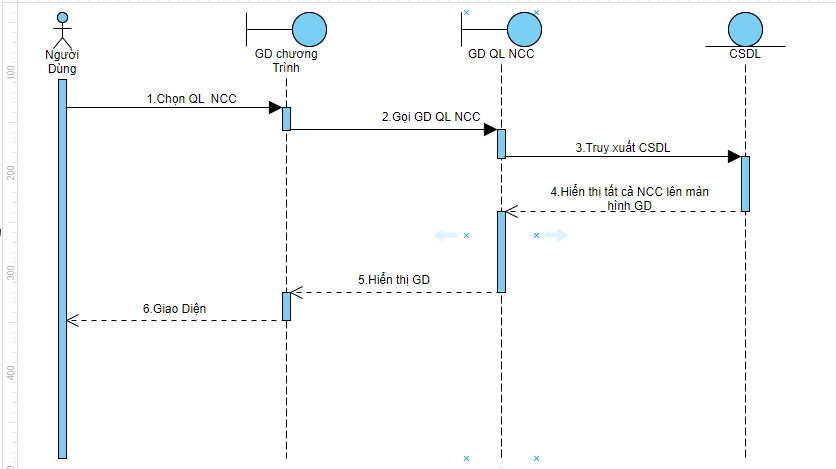 Người
Dùng
GD chương
Trình
GD QL NCC
CSDL
1.Chọn QL NCC
2.Gọi GD QL NCC
3.Truy xuất CSDL
4.Hiển thị tất cả NCC lên màn
hình GD
5.Hiển thị GD
6.Giao Diện
100
200
300
400